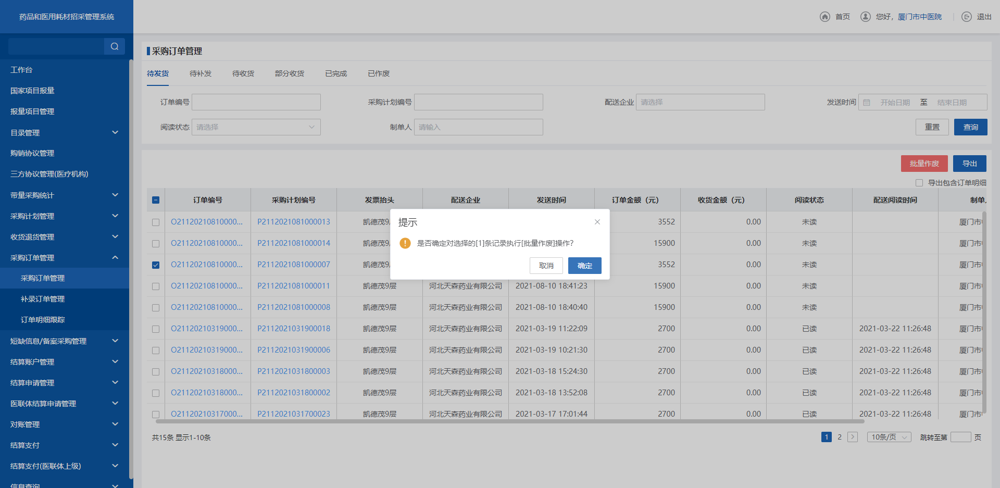 药品和医用耗材招采管理系统
首页 您好，厦门市中医院 退出
工作台
国家项目报量
报量项目管理
目录管理
购销协议管理
三方协议管理(医疗机构)
带量采购统计
采购计划管理
收货退货管理
采购订单管理
采购订单管理
补录订单管理
订单明细跟踪
短缺信息/备案采购管理
结算账户管理
结算申请管理
医联体结算申请管理
对账管理
结算支付
结算支付(医联体上级)
信息查询
采购订单管理
待发货 待补发 待收货 部分收货 已完成 已作废
订单编号 采购计划编号 配送企业 请选择 发送时间 开始日期 至 结束日期
阅读状态 请选择 制单人 请输入 重置 查询
批量作废 导出
导出包含订单明细
订单编号 采购计划编号 发票抬头 配送企业 发送时间 订单金额（元） 收货金额（元） 阅读状态 配送阅读时间 制单人
O21120210810000... P2112021081000013 凯德茂9 3552 0.00 未读 厦门市
O21120210810000... P2112021081000014 凯德茂9 15900 0.00 未读 厦门市
O21120210810000... P2112021081000007 凯德茂9 3552 0.00 未读 厦门市
O21120210810000... P2112021081000011 凯德茂9层 河北天森药业有限公司 2021-08-10 18:41:23 15900 0.00 未读 厦门市
O21120210810000... P2112021081000008 凯德茂9层 河北天森药业有限公司 2021-08-10 18:40:40 15900 0.00 未读 厦门市
O21120210319000... P2112021031900018 凯德茂9层 河北天森药业有限公司 2021-03-19 11:22:09 2700 0.00 已读 2021-03-22 11:26:48 厦门市
O21120210319000... P2112021031900006 凯德茂9层 河北天森药业有限公司 2021-03-19 10:21:30 2700 0.00 已读 2021-03-22 11:26:48 厦门市
O21120210318000... P2112021031800003 凯德茂9层 河北天森药业有限公司 2021-03-18 15:24:30 2700 0.00 已读 2021-03-22 11:26:48 厦门市
O21120210318000... P2112021031800002 凯德茂9层 河北天森药业有限公司 2021-03-18 13:52:08 2700 0.00 已读 2021-03-22 11:26:48 厦门市
O21120210317000... P2112021031700023 凯德茂9层 河北天森药业有限公司 2021-03-17 17:01:44 2700 0.00 已读 2021-03-22 11:26:48 厦门市
共15条 显示1-10条 1 2 10条/页 跳转至第 页
提示
是否确定对选择的[1]条记录执行[批量作废]操作?
取消 确定